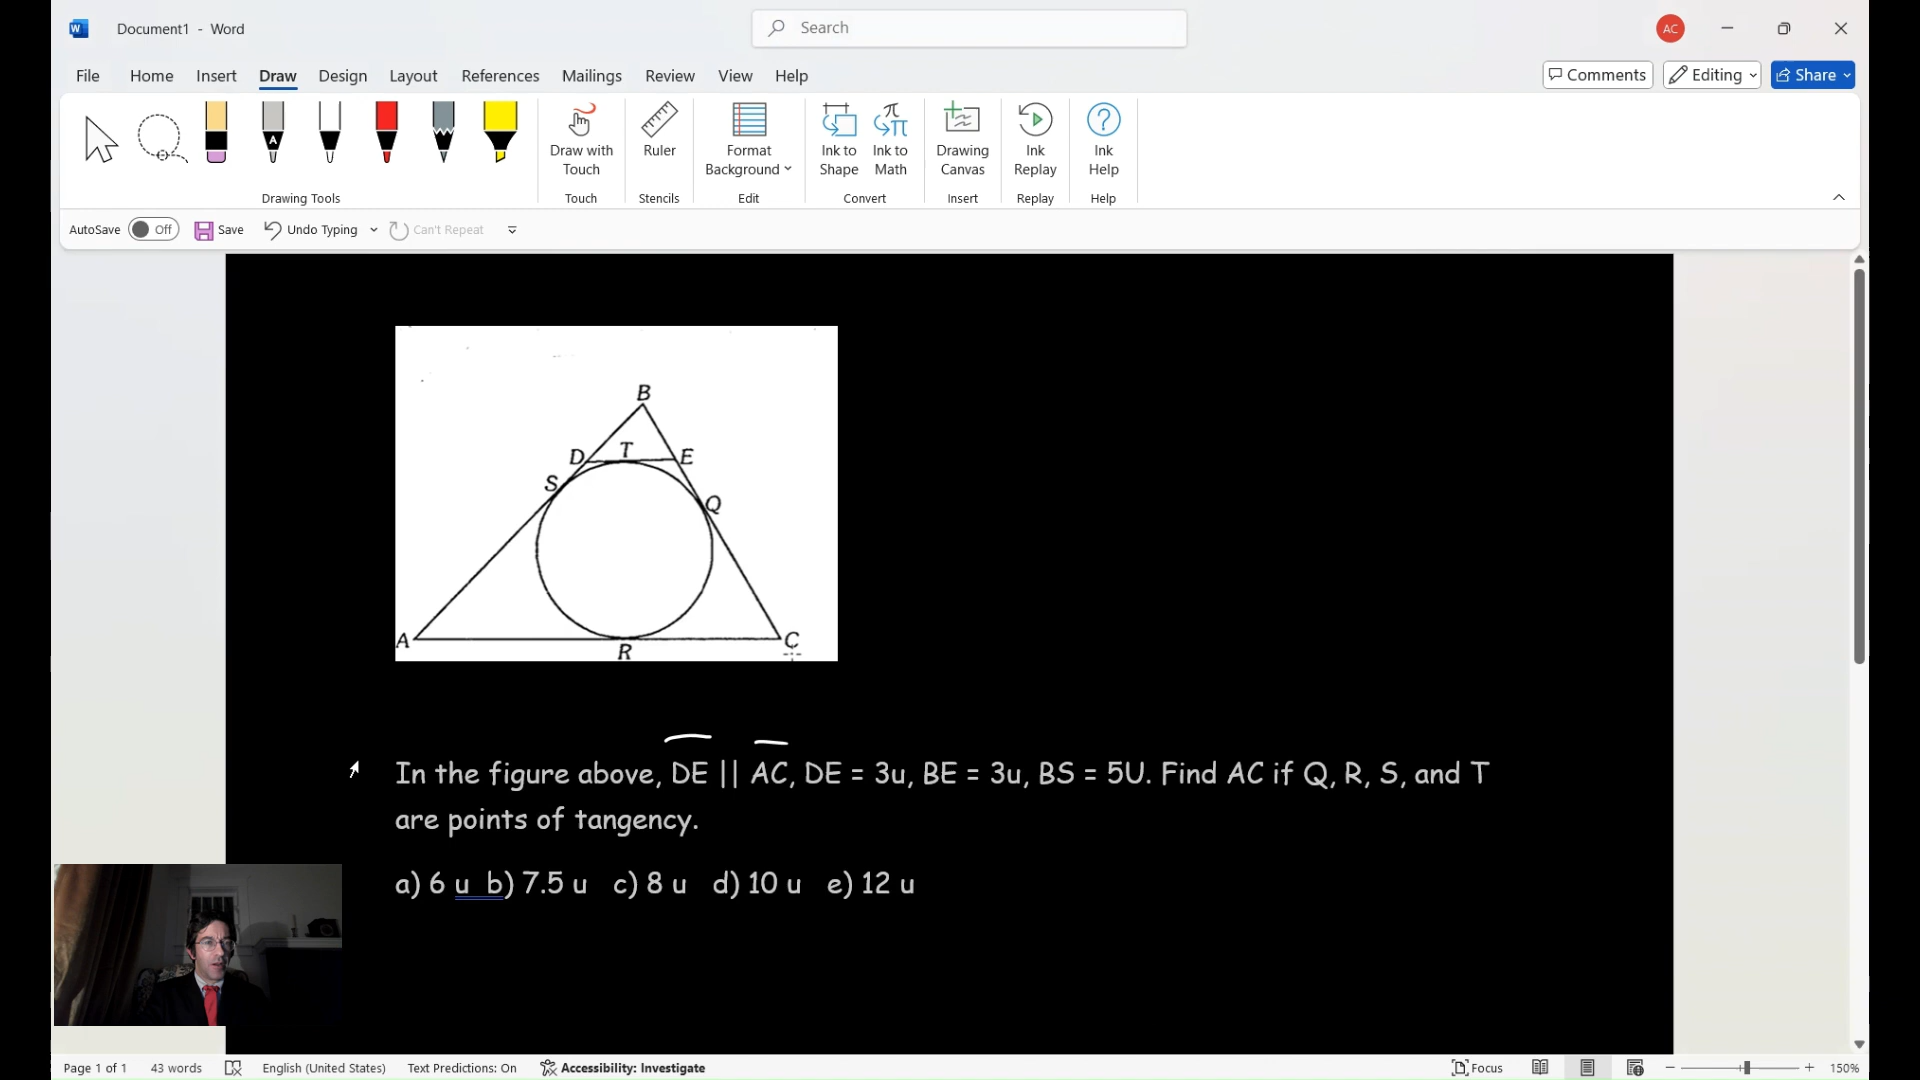 Document1 - Word
Search
AC
File Home Insert Draw Design Layout References Mailings Review View Help
Comments Editing Share
A
Draw with Touch
Ruler
Format Background
Ink to Shape
Ink to Math
Drawing Canvas
Ink Replay
Ink Help
Drawing Tools Touch Stencils Edit Convert Insert Replay Help
AutoSave Off Save Undo Typing Can't Repeat
B
D T E
S
Q
A C
R
In the figure above, DE || AC, DE = 3u, BE = 3u, BS = 5U. Find AC if Q, R, S, and T
are points of tangency.
a) 6 u b) 7.5 u c) 8 u d) 10 u e) 12 u
Page 1 of 1 43 words English (United States) Text Predictions: On Accessibility: Investigate Focus 150%